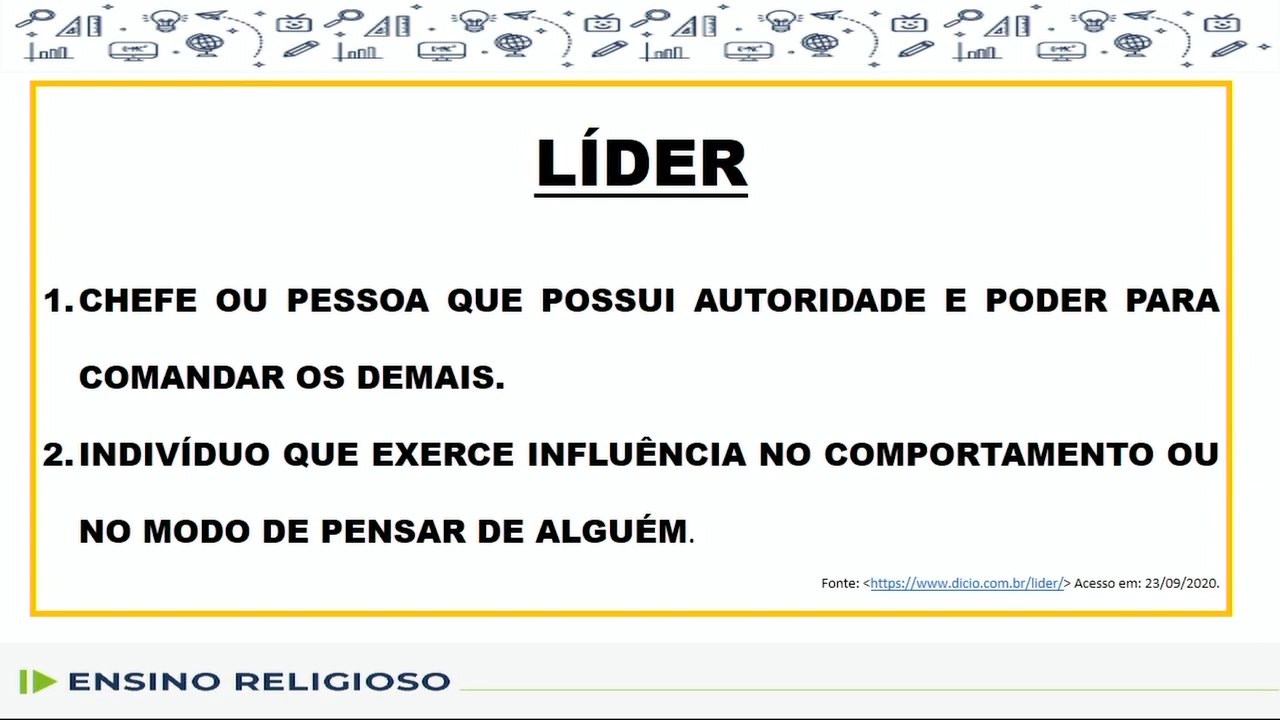 LÍDER
1. CHEFE OU PESSOA QUE POSSUI AUTORIDADE E PODER PARA
COMANDAR OS DEMAIS.
2. INDIVÍDUO QUE EXERCE INFLUÊNCIA NO COMPORTAMENTO OU
NO MODO DE PENSAR DE ALGUÉM.
Fonte: <https://www.dicio.com.br/lider/> Acesso em: 23/09/2020.
ENSINO RELIGIOSO